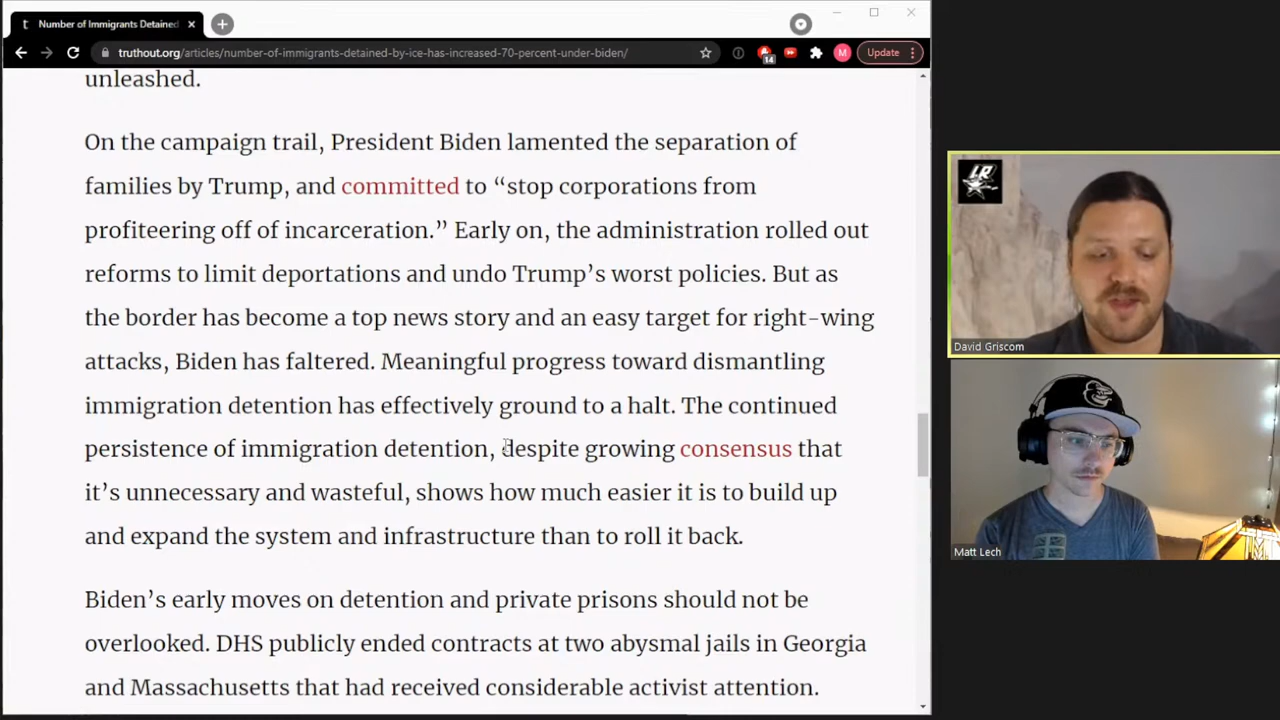 t Number of Immigrants Detained
truthout.org/articles/number-of-immigrants-detained-by-ice-has-increased-70-percent-under-biden/
14
M
Update
unleashed.
On the campaign trail, President Biden lamented the separation of
families by Trump, and committed to “stop corporations from
profiteering off of incarceration.” Early on, the administration rolled out
reforms to limit deportations and undo Trump’s worst policies. But as
the border has become a top news story and an easy target for right-wing
attacks, Biden has faltered. Meaningful progress toward dismantling
immigration detention has effectively ground to a halt. The continued
persistence of immigration detention, despite growing consensus that
it’s unnecessary and wasteful, shows how much easier it is to build up
and expand the system and infrastructure than to roll it back.
Biden’s early moves on detention and private prisons should not be
overlooked. DHS publicly ended contracts at two abysmal jails in Georgia
and Massachusetts that had received considerable activist attention.
LR
David Griscom
Matt Lech